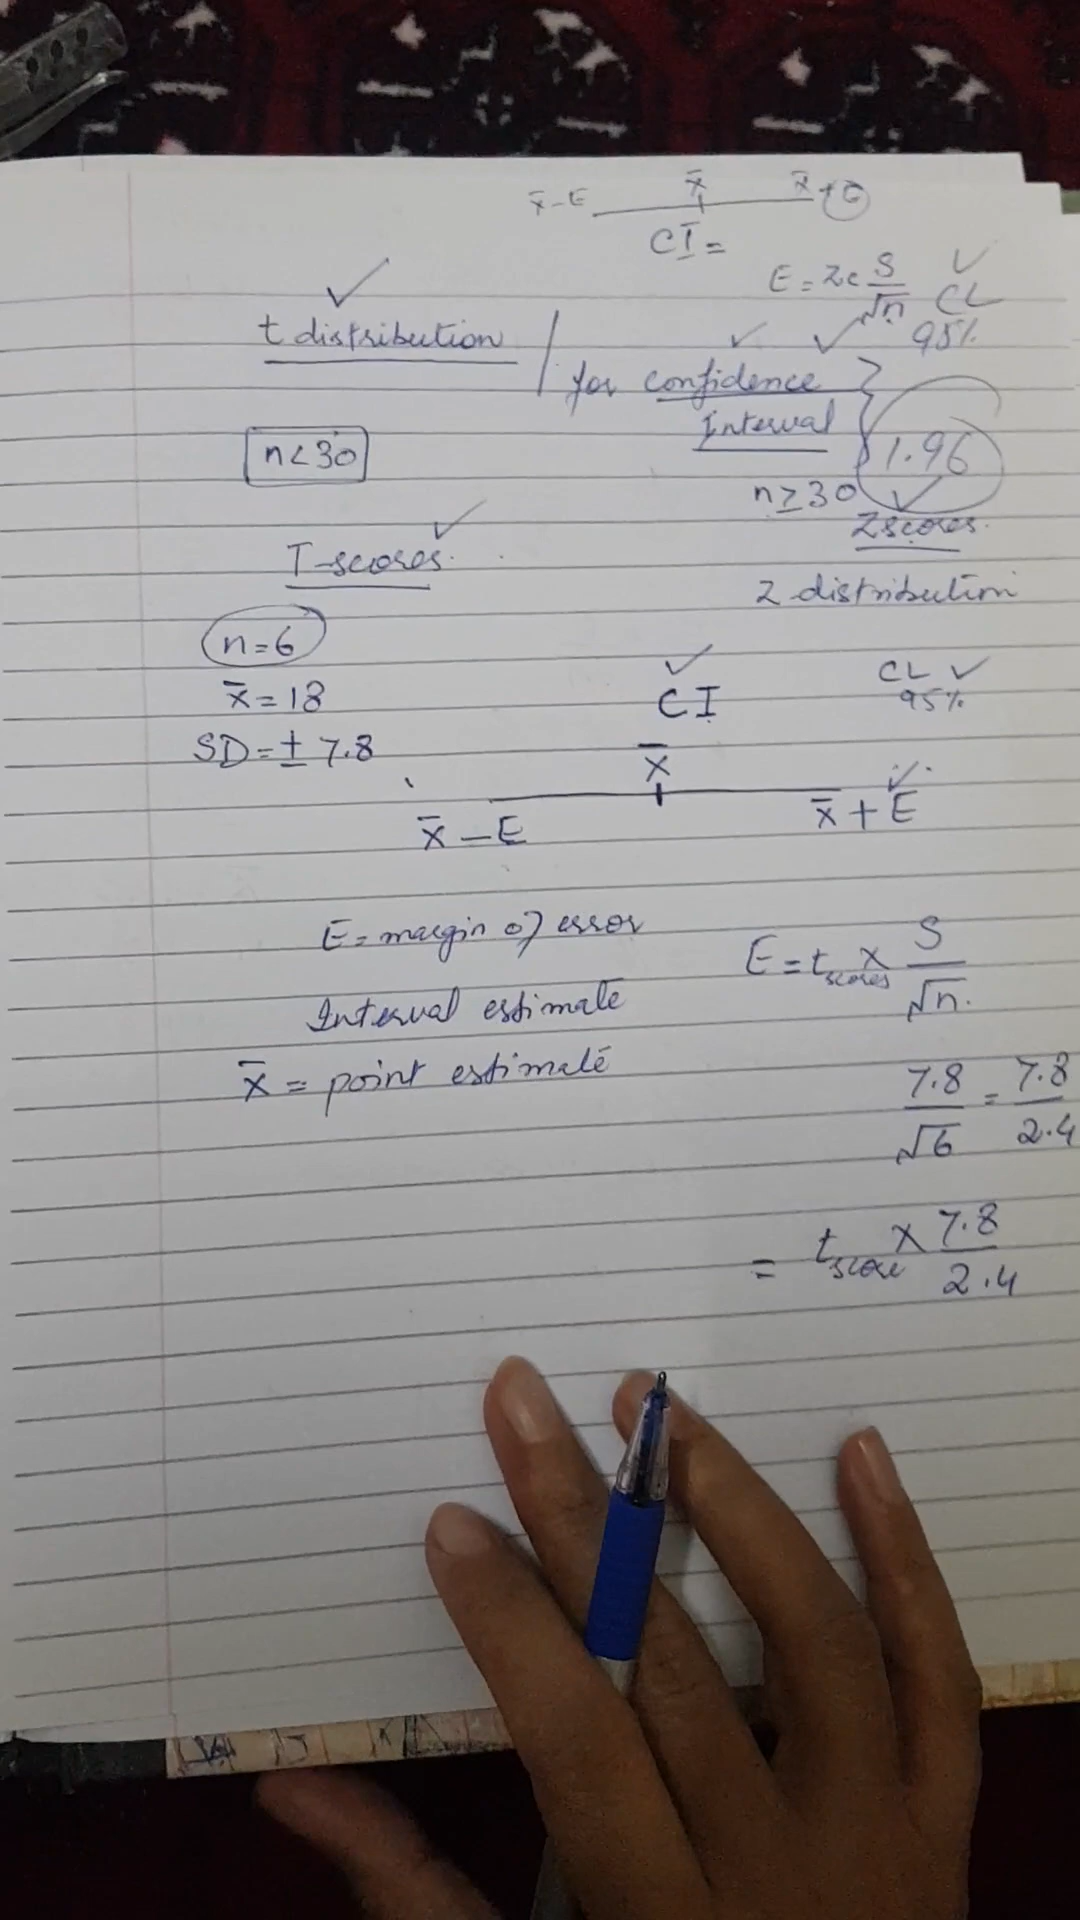 x̄-E x̄ x̄+E
CI =
E = Zc S/√n CL
95%
t distribution / for confidence
Interval
1.96
n<30
n≥30
Z scores.
T-scores.
Z distribution
n=6
x̄=18
SD=± 7.8
CI
CL
95%
x̄
x̄ - E x̄ + E
E = margin of error
E = t scores × S/√n.
Interval estimate
x̄ = point estimate
7.8/√6 = 7.8/2.4
= t score × 7.8/2.4